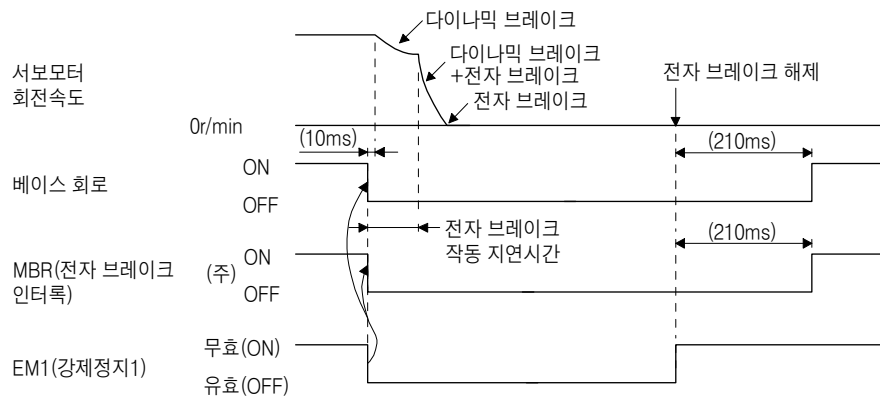 다이나믹 브레이크
다이나믹 브레이크
+전자 브레이크
전자 브레이크
전자 브레이크 해제
서보모터
회전속도
0r/min
(10ms)
(210ms)
베이스 회로
ON
OFF
전자 브레이크
작동 지연시간
(210ms)
MBR(전자 브레이크
인터록)
(주)
ON
OFF
EM1(강제정지1)
무효(ON)
유효(OFF)